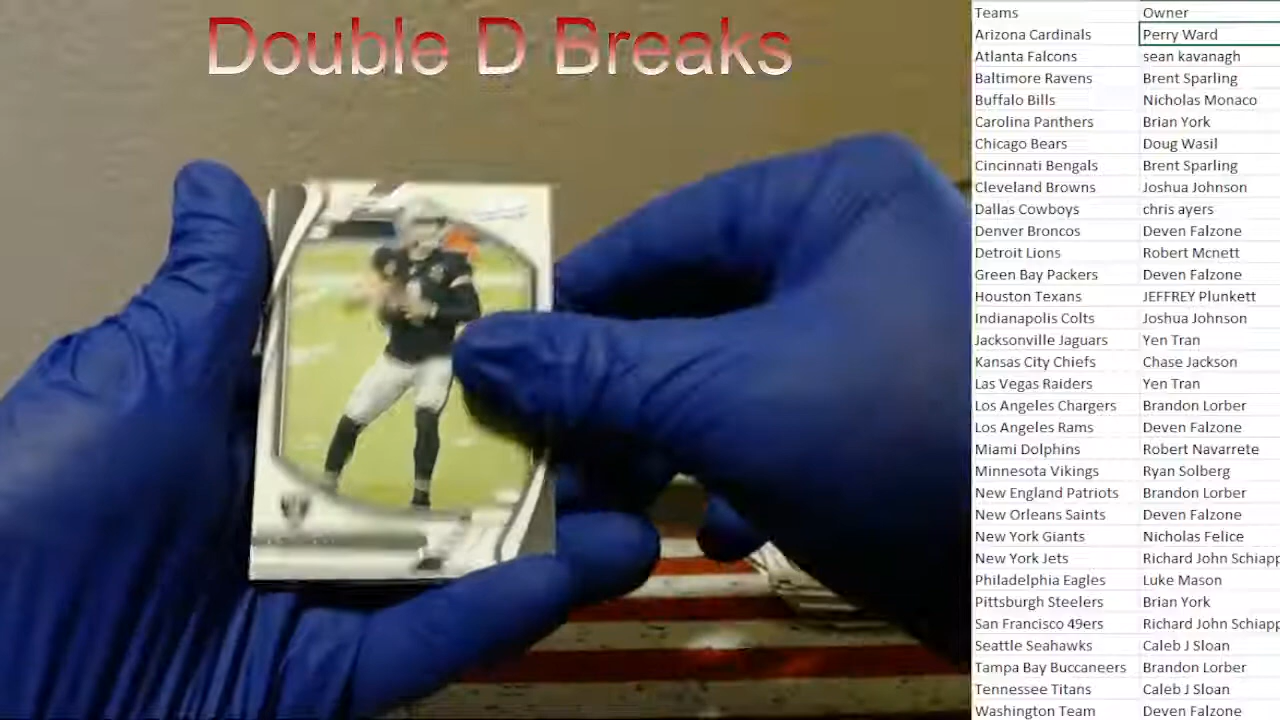 Double D Breaks
Teams Owner
Arizona Cardinals Perry Ward
Atlanta Falcons sean kavanagh
Baltimore Ravens Brent Sparling
Buffalo Bills Nicholas Monaco
Carolina Panthers Brian York
Chicago Bears Doug Wasil
Cincinnati Bengals Brent Sparling
Cleveland Browns Joshua Johnson
Dallas Cowboys chris ayers
Denver Broncos Deven Falzone
Detroit Lions Robert Mcnett
Green Bay Packers Deven Falzone
Houston Texans JEFFREY Plunkett
Indianapolis Colts Joshua Johnson
Jacksonville Jaguars Yen Tran
Kansas City Chiefs Chase Jackson
Las Vegas Raiders Yen Tran
Los Angeles Chargers Brandon Lorber
Los Angeles Rams Deven Falzone
Miami Dolphins Robert Navarrete
Minnesota Vikings Ryan Solberg
New England Patriots Brandon Lorber
New Orleans Saints Deven Falzone
New York Giants Nicholas Felice
New York Jets Richard John Schiapp
Philadelphia Eagles Luke Mason
Pittsburgh Steelers Brian York
San Francisco 49ers Richard John Schiapp
Seattle Seahawks Caleb J Sloan
Tampa Bay Buccaneers Brandon Lorber
Tennessee Titans Caleb J Sloan
Washington Team Deven Falzone